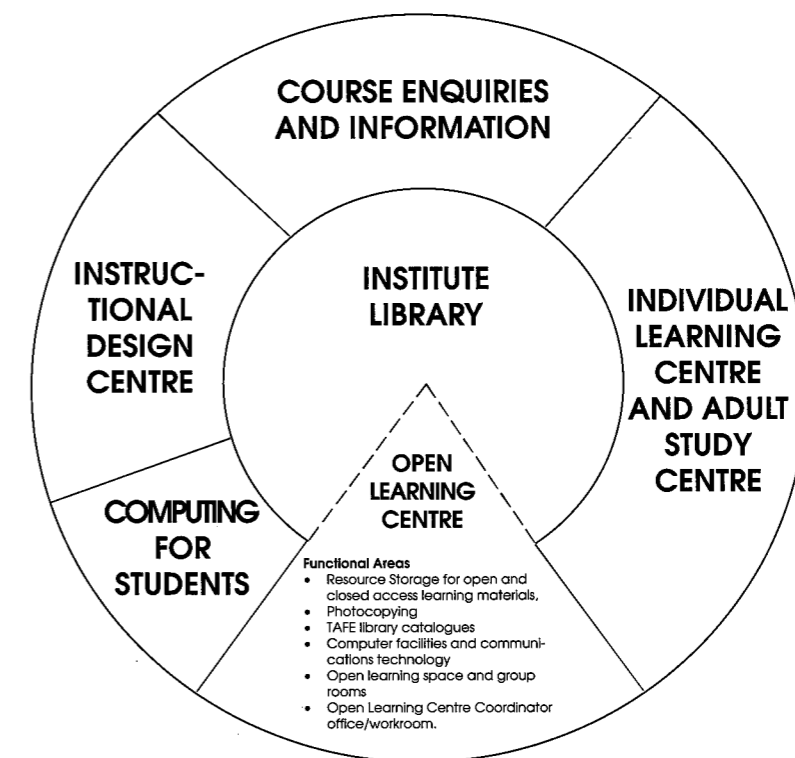 COURSE ENQUIRIES
AND INFORMATION
INSTITUTE
LIBRARY
INSTRUC-
TIONAL
DESIGN
CENTRE
INDIVIDUAL
LEARNING
CENTRE
AND ADULT
STUDY
CENTRE
COMPUTING
FOR
STUDENTS
OPEN
LEARNING
CENTRE
Functional Areas
• Resource Storage for open and
closed access learning materials,
• Photocopying
• TAFE library catalogues
• Computer facilities and communi-
cations technology
• Open learning space and group
rooms
• Open Learning Centre Coordinator
office/workroom.